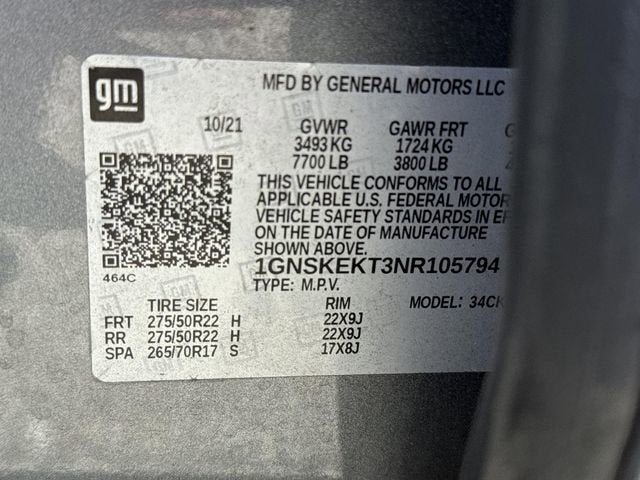 gm
MFD BY GENERAL MOTORS LLC
10/21 GVWR GAWR FRT
3493 KG 1724 KG
7700 LB 3800 LB
THIS VEHICLE CONFORMS TO ALL
APPLICABLE U.S. FEDERAL MOTOR
VEHICLE SAFETY STANDARDS IN
ON THE DATE OF MANUFACTURE
SHOWN ABOVE.
464C
1GNSKEKT3NR105794
TYPE: M.P.V. MODEL:
TIRE SIZE RIM
FRT 275/50R22 H 22X9J
RR 275/50R22 H 22X9J
SPA 265/70R17 S 17X8J